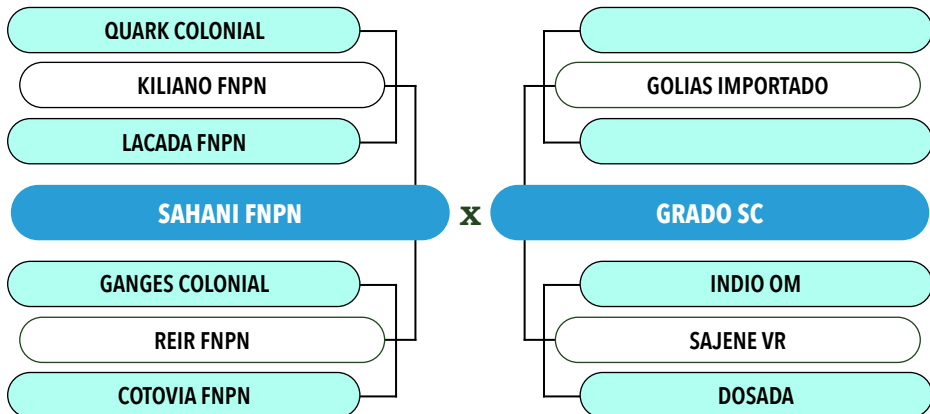 QUARK COLONIAL
KILIANO FNPN
GOLIAS IMPORTADO
LACADA FNPN
SAHANI FNPN
x
GRADO SC
GANGES COLONIAL
INDIO OM
REIR FNPN
SAJENE VR
COTOVIA FNPN
DOSADA